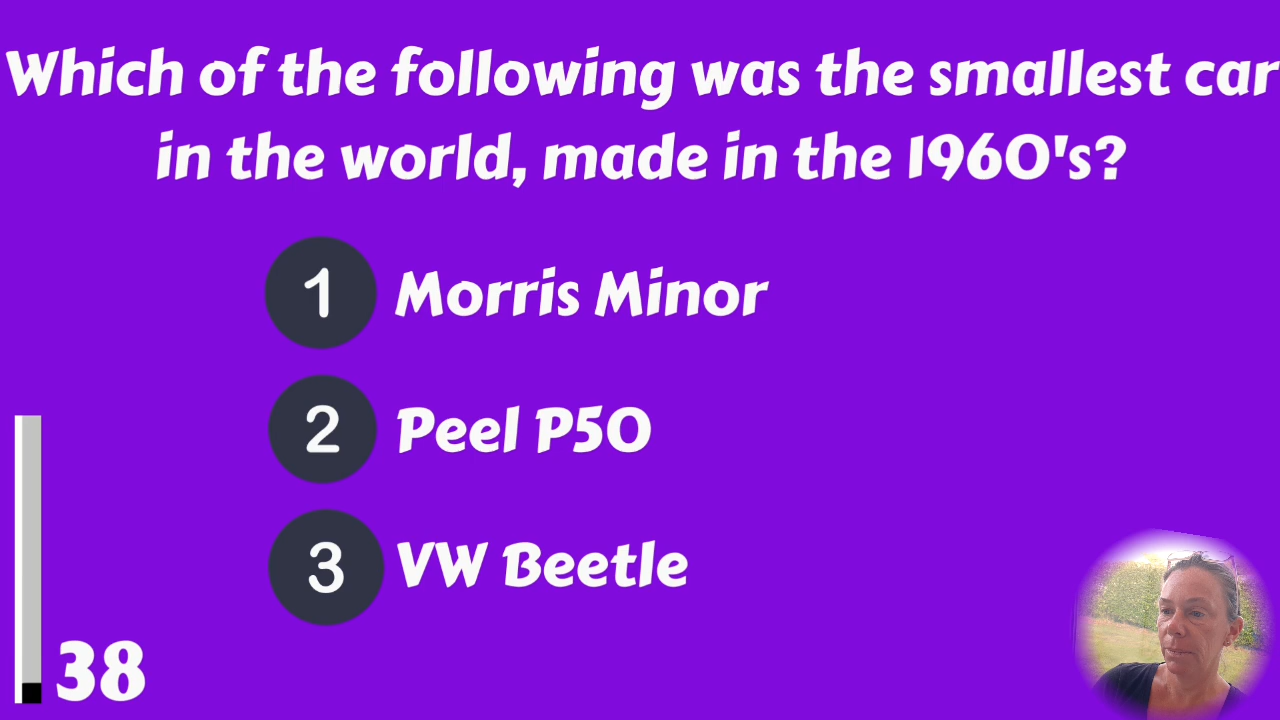 Which of the following was the smallest car
in the world, made in the 1960's?
1 Morris Minor
2 Peel P50
3 VW Beetle
38